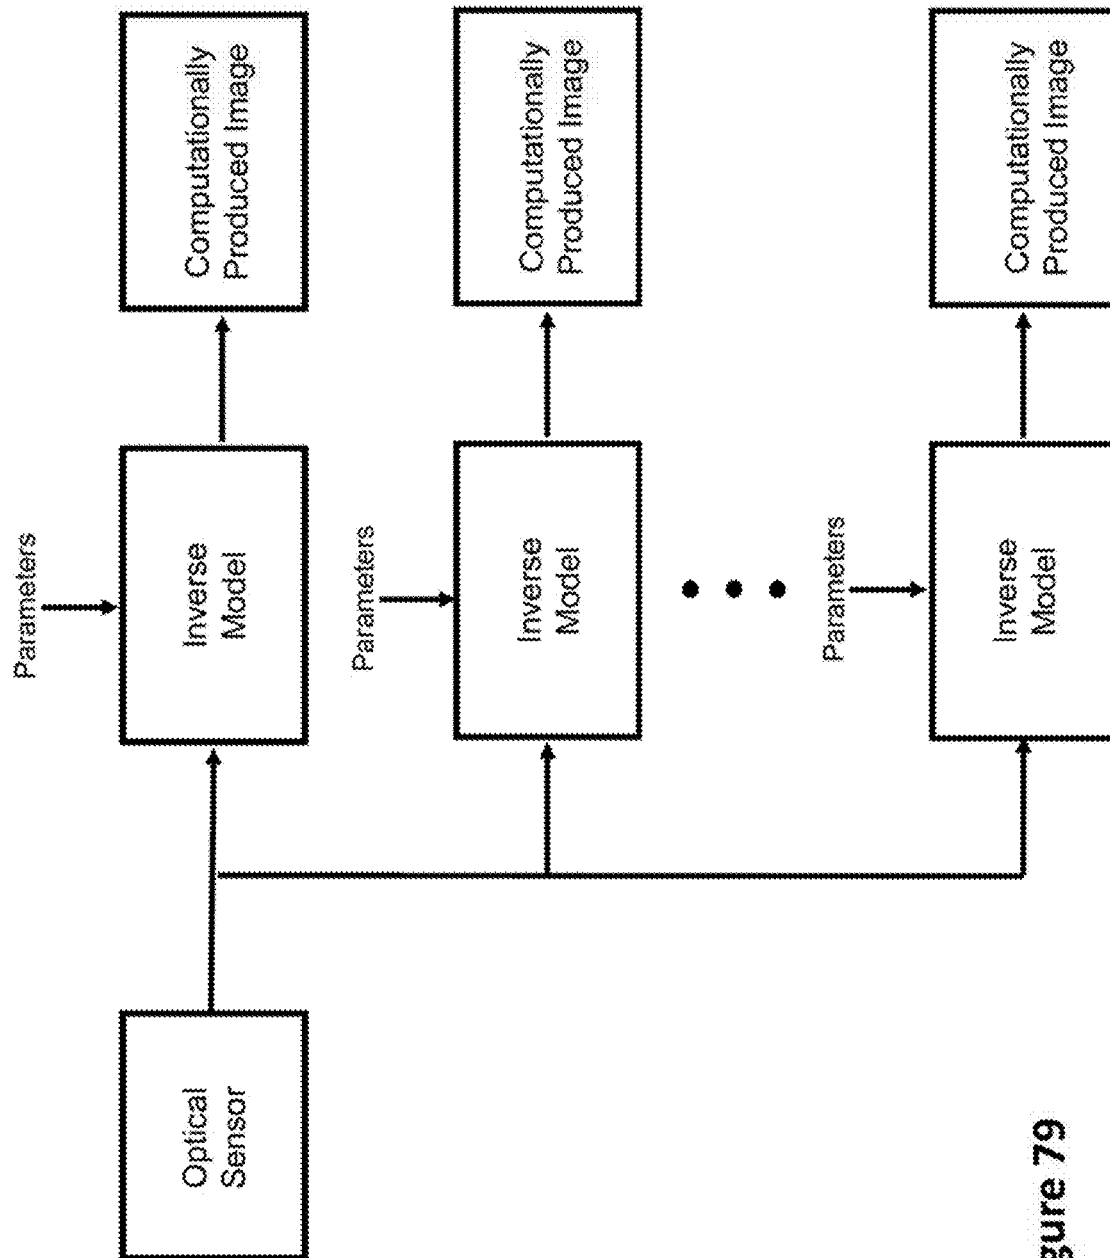 Parameters
Optical
Sensor
Inverse
Model
Computationally
Produced Image
Parameters
Inverse
Model
Computationally
Produced Image
Parameters
Inverse
Model
Computationally
Produced Image
gure 79